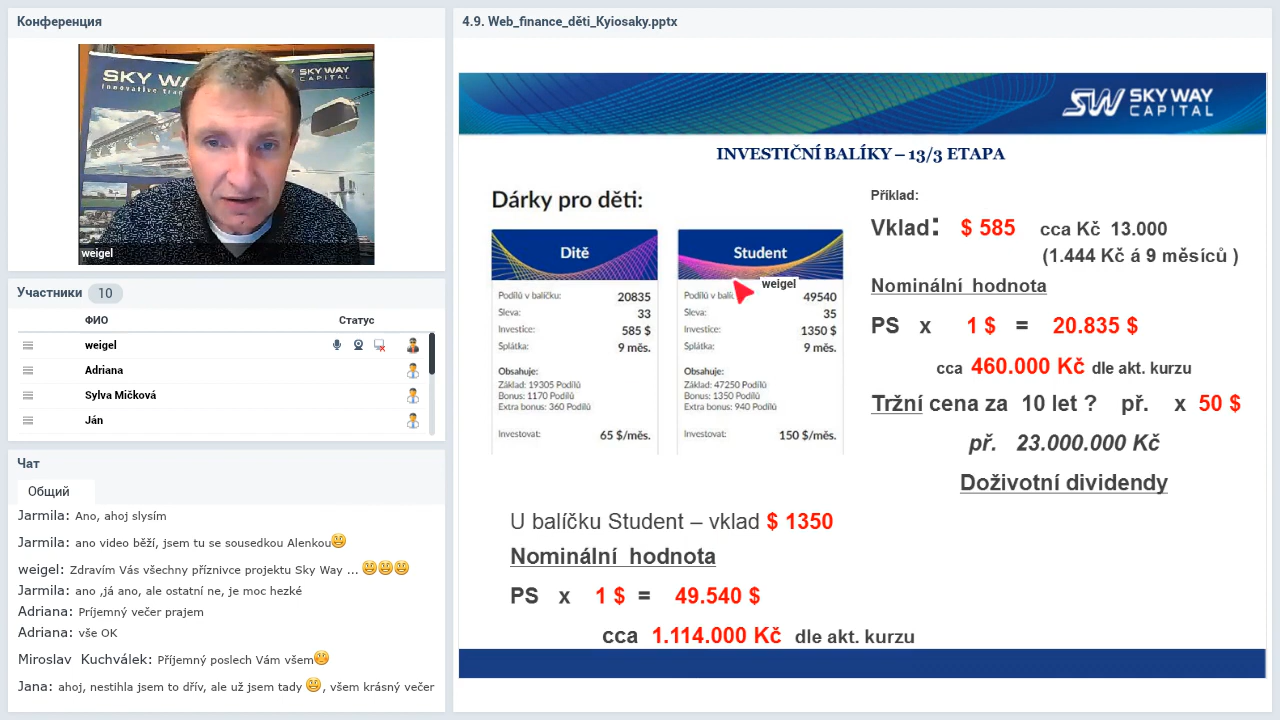 Конференция
SKY WAY
Innovative
SKY WAY
CAPITAL
weigel
Участники 10
ФИО Статус
weigel
Adriana
Sylva Mičková
Ján
Чат
Общий
Jarmila: Ano, ahoj slysím
Jarmila: ano video běží, jsem tu se sousedkou Alenkou
weigel: Zdravím Vás všechny příznivce projektu Sky Way ...
Jarmila: ano ,já ano, ale ostatní ne, je moc hezké
Adriana: Príjemný večer prajem
Adriana: vše OK
Miroslav Kuchválek: Příjemný poslech Vám všem
Jana: ahoj, nestihla jsem to dřív, ale už jsem tady , všem krásný večer
4.9. Web_finance_děti_Kyiosaky.pptx
SW SKY WAY
CAPITAL
INVESTIČNÍ BALÍKY – 13/3 ETAPA
Dárky pro děti:
Dítě
Podílů v balíčku: 20835
Sleva: 33
Investice: 585 $
Splátka: 9 měs.
Obsahuje:
Základ: 19305 Podílů
Bonus: 1170 Podílů
Extra bonus: 360 Podílů
Investovat: 65 $/měs.
Student
weigel
Podílů v 49540
Sleva: 35
Investice: 1350 $
Splátka: 9 měs.
Obsahuje:
Základ: 47250 Podílů
Bonus: 1350 Podílů
Extra bonus: 940 Podílů
Investovat: 150 $/měs.
Příklad:
Vklad: $ 585 cca Kč 13.000
(1.444 Kč á 9 měsíců )
Nominální hodnota
PS x 1 $ = 20.835 $
cca 460.000 Kč dle akt. kurzu
Tržní cena za 10 let ? př. x 50 $
př. 23.000.000 Kč
Doživotní dividendy
U balíčku Student – vklad $ 1350
Nominální hodnota
PS x 1 $ = 49.540 $
cca 1.114.000 Kč dle akt. kurzu